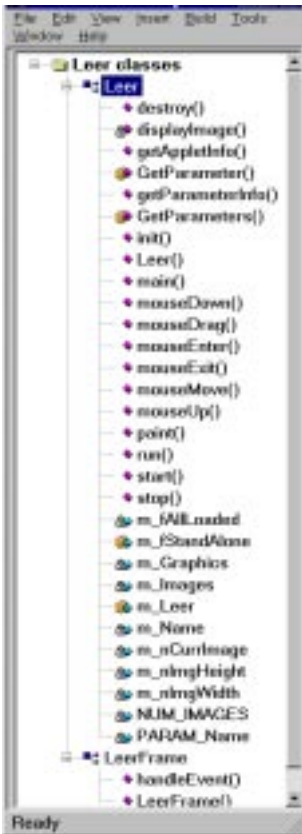 File Edit View Insert Build Tools
Window Help
Leer classes
Leer
destroy()
displayImage()
getAppletInfo()
GetParameter()
getParameterInfo()
GetParameters()
init()
Leer()
main()
mouseDown()
mouseDrag()
mouseEnter()
mouseExit()
mouseMove()
mouseUp()
paint()
run()
start()
stop()
m_fAllLoaded
m_fStandAlone
m_Graphics
m_Images
m_Leer
m_Name
m_nCurrImage
m_nImgHeight
m_nImgWidth
NUM_IMAGES
PARAM_Name
LeerFrame
handleEvent()
LeerFrame()
Ready